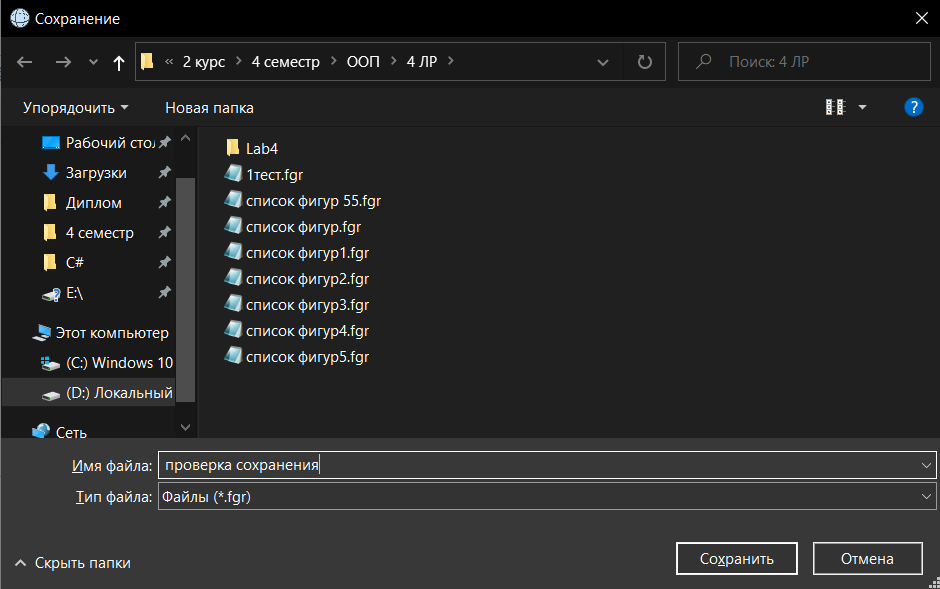 Сохранение
« 2 курс > 4 семестр > ООП > 4 ЛР >
Поиск: 4 ЛР
Упорядочить
Новая папка
?
Рабочий стол
Загрузки
Диплом
4 семестр
C#
E:\
Этот компьютер
(C:) Windows 10
(D:) Локальный
Сеть
Lab4
1тест.fgr
список фигур 55.fgr
список фигур.fgr
список фигур1.fgr
список фигур2.fgr
список фигур3.fgr
список фигур4.fgr
список фигур5.fgr
Имя файла: проверка сохранения
Тип файла: Файлы (*.fgr)
Скрыть папки
Сохранить
Отмена